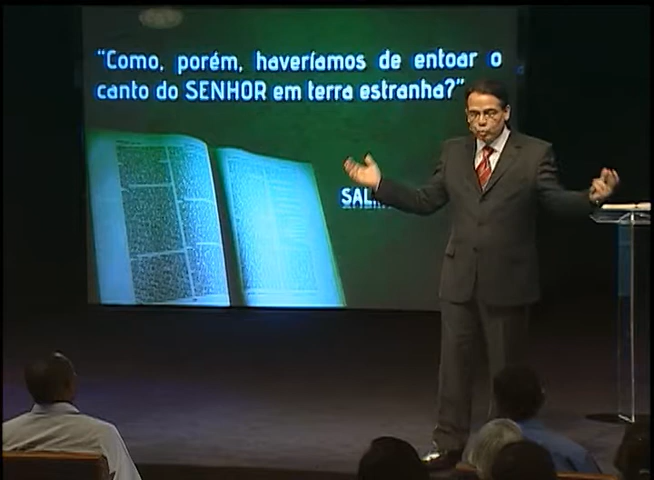 "Como, porém, haveríamos de entoar o
canto do SENHOR em terra estranha?"